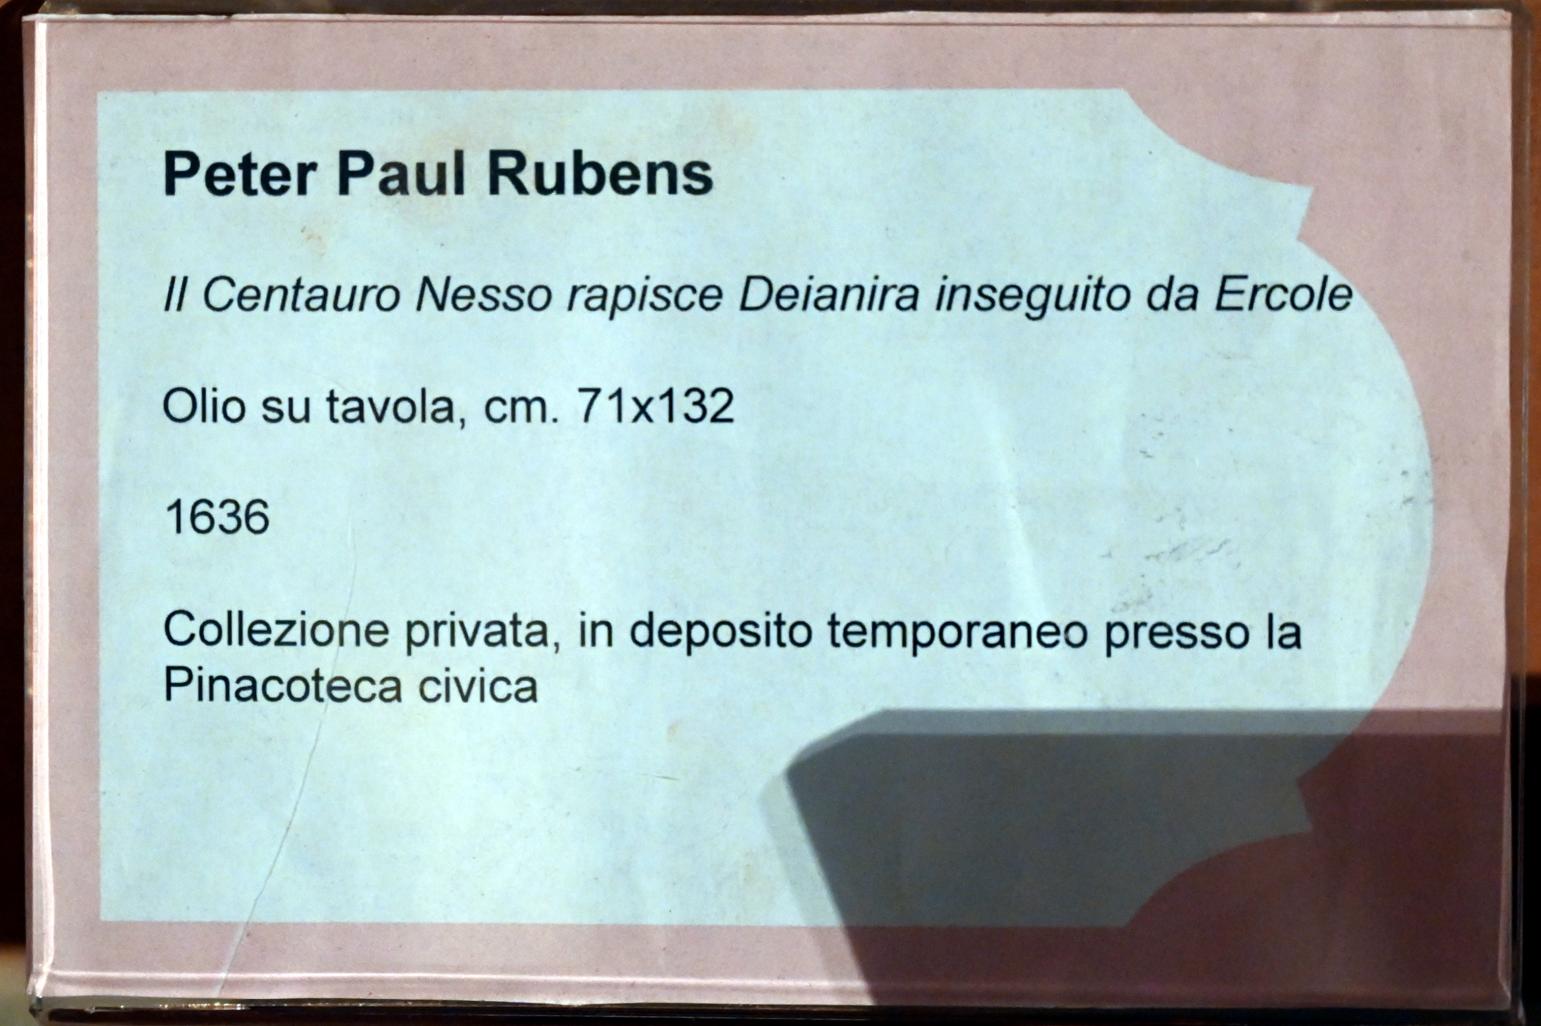 Peter Paul Rubens
Il Centauro Nesso rapisce Deianira inseguito da Ercole
Olio su tavola, cm. 71x132
1636
Collezione privata, in deposito temporaneo presso la
Pinacoteca civica